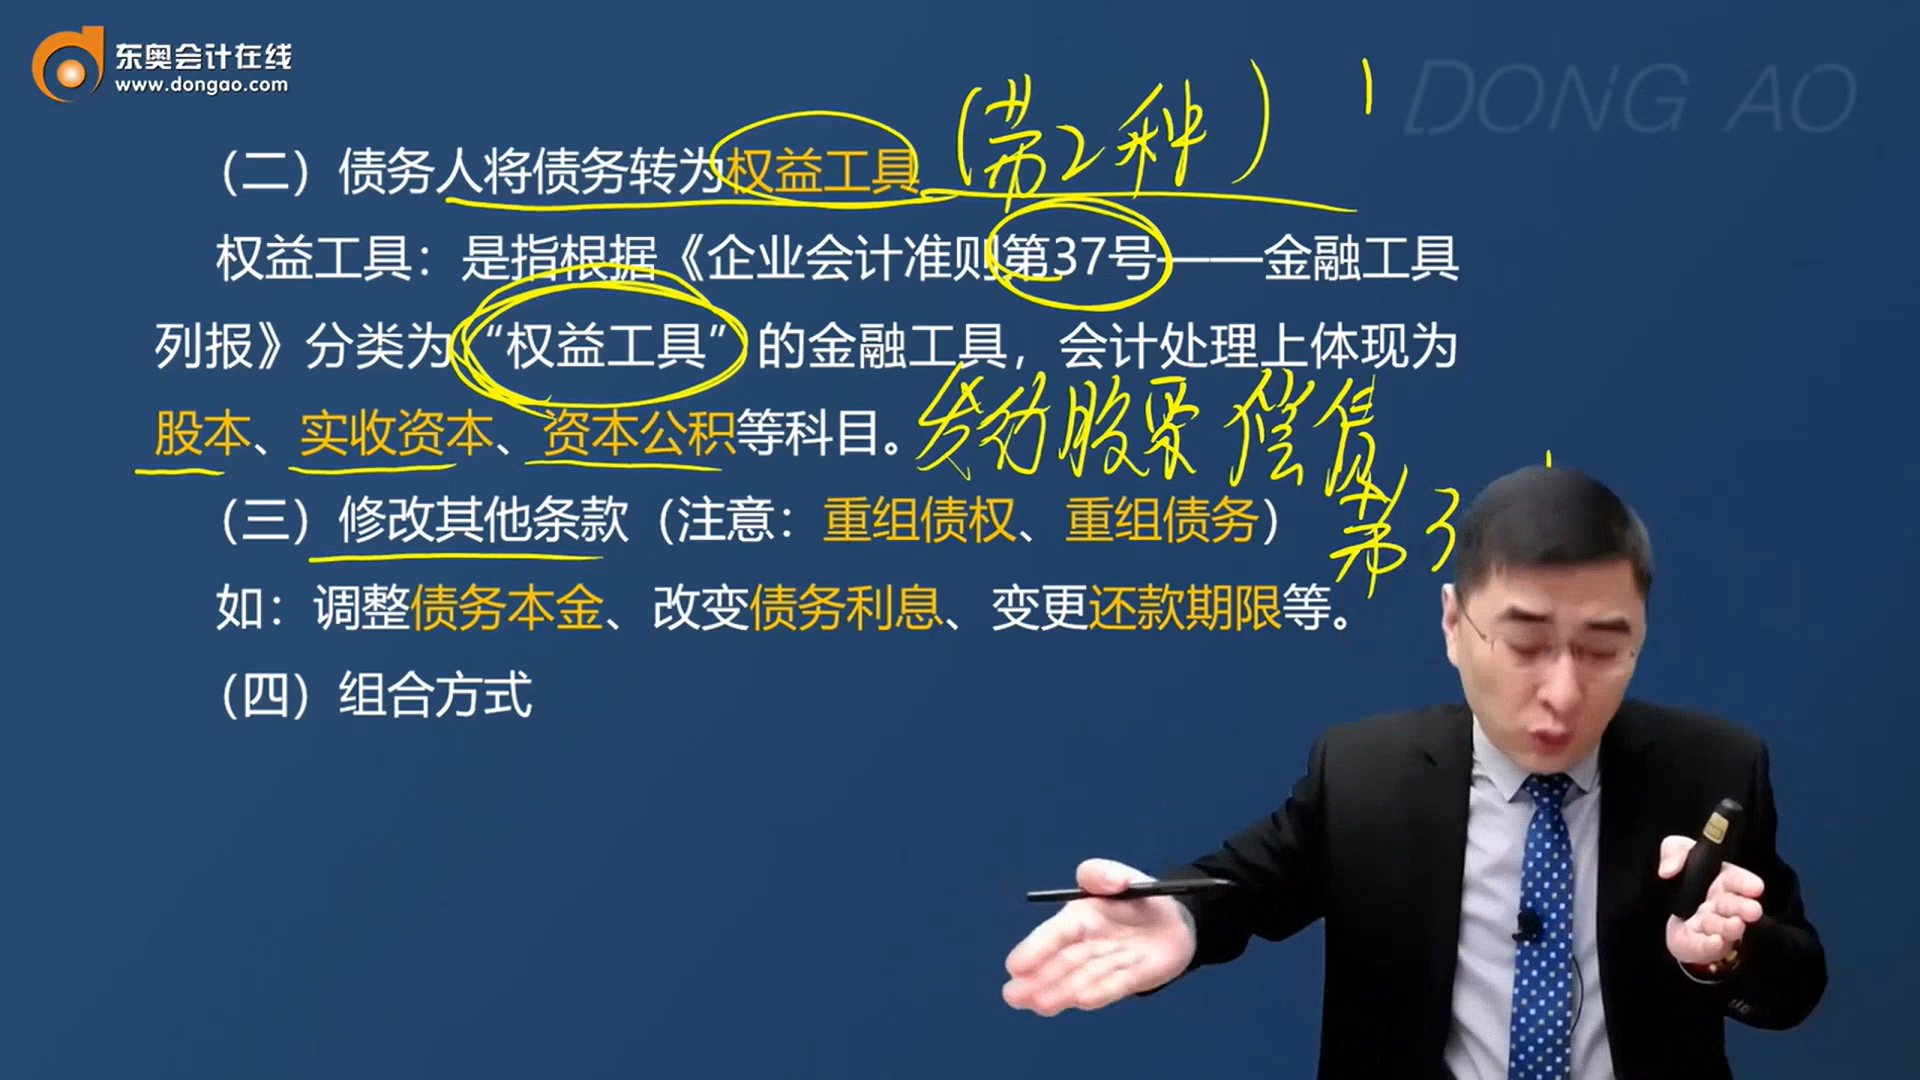 东奥会计在线
www.dongao.com
DONG AO
（二）债务人将债务转为权益工具（第2种）
权益工具：是指根据《企业会计准则第37号——金融工具
列报》分类为“权益工具”的金融工具，会计处理上体现为
股本、实收资本、资本公积等科目。
发行股票 偿债
（三）修改其他条款（注意：重组债权、重组债务）第3
如：调整债务本金、改变债务利息、变更还款期限等。
（四）组合方式